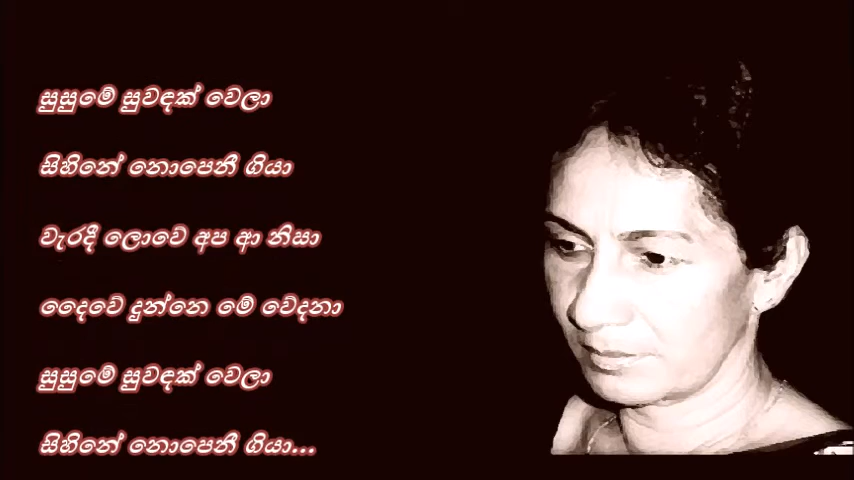 සුසුමේ සුවඳක් වෙලා
සිහිනේ නොපෙනී ගියා
වැරදී ලොවෙ අප ආ නිසා
දෛවේ දුන්නෙ මේ වේදනා
සුසුමේ සුවඳක් වෙලා
සිහිනේ නොපෙනී ගියා...